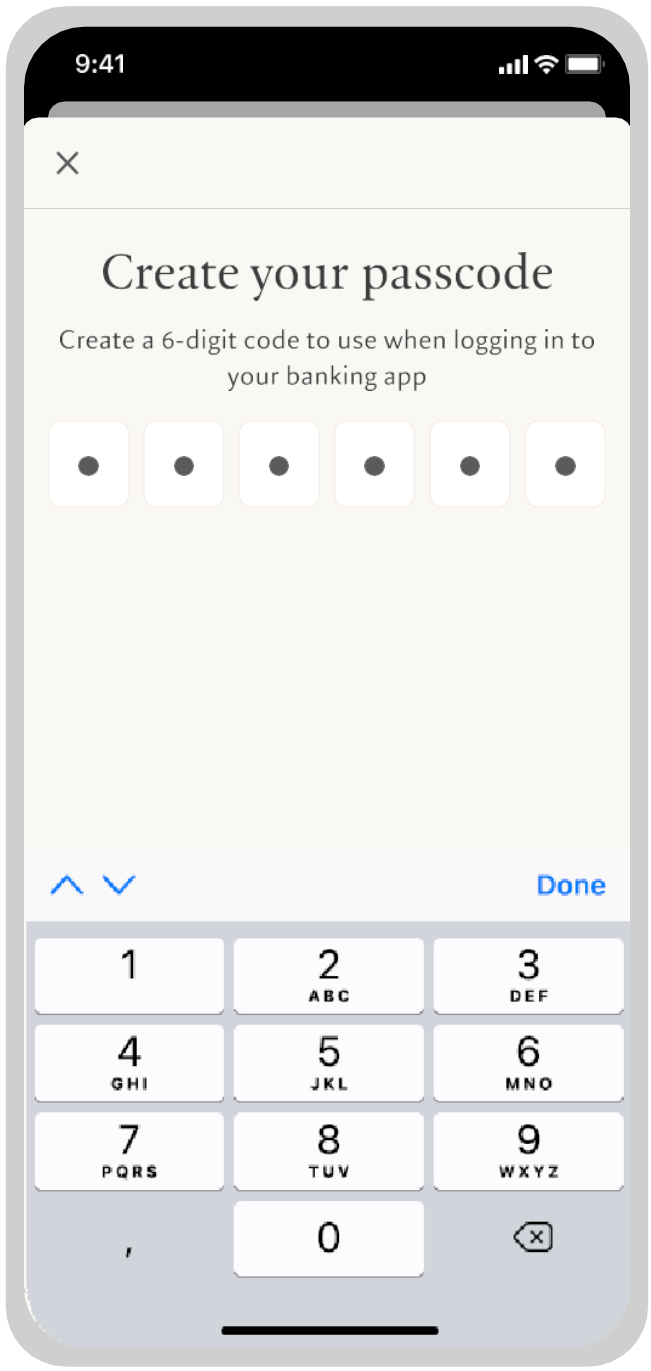 9:41
Create your passcode
Create a 6-digit code to use when logging in to
your banking app
Done
1
2
ABC
3
DEF
4
GHI
5
JKL
6
MNO
7
PQRS
8
TUV
9
WXYZ
,
0